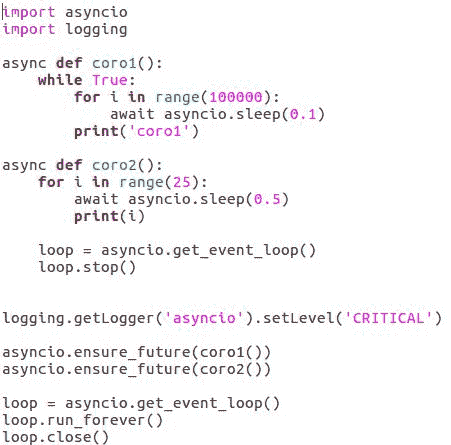 import asyncio
import logging

async def coro1():
    while True:
        for i in range(100000):
            await asyncio.sleep(0.1)
        print('coro1')

async def coro2():
    for i in range(25):
        await asyncio.sleep(0.5)
        print(i)

    loop = asyncio.get_event_loop()
    loop.stop()


logging.getLogger('asyncio').setLevel('CRITICAL')

asyncio.ensure_future(coro1())
asyncio.ensure_future(coro2())

loop = asyncio.get_event_loop()
loop.run_forever()
loop.close()